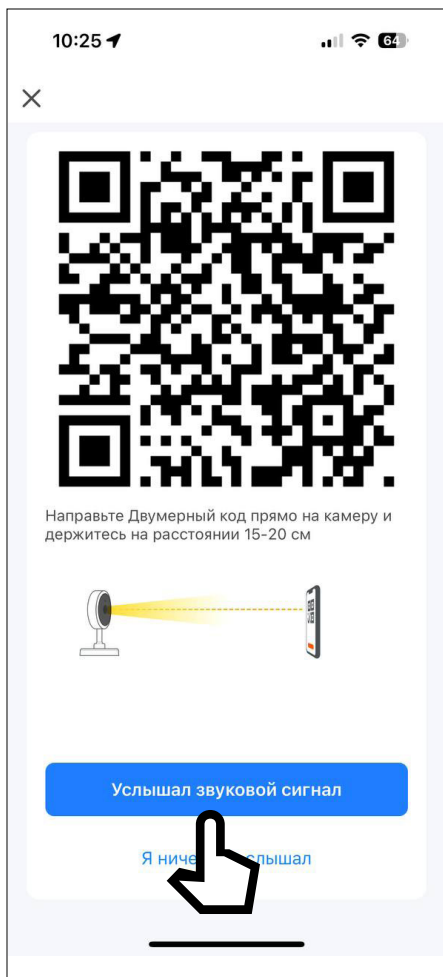 10:25
64
Направьте Двумерный код прямо на камеру и
держитесь на расстоянии 15-20 см
Услышал звуковой сигнал
Я слышал